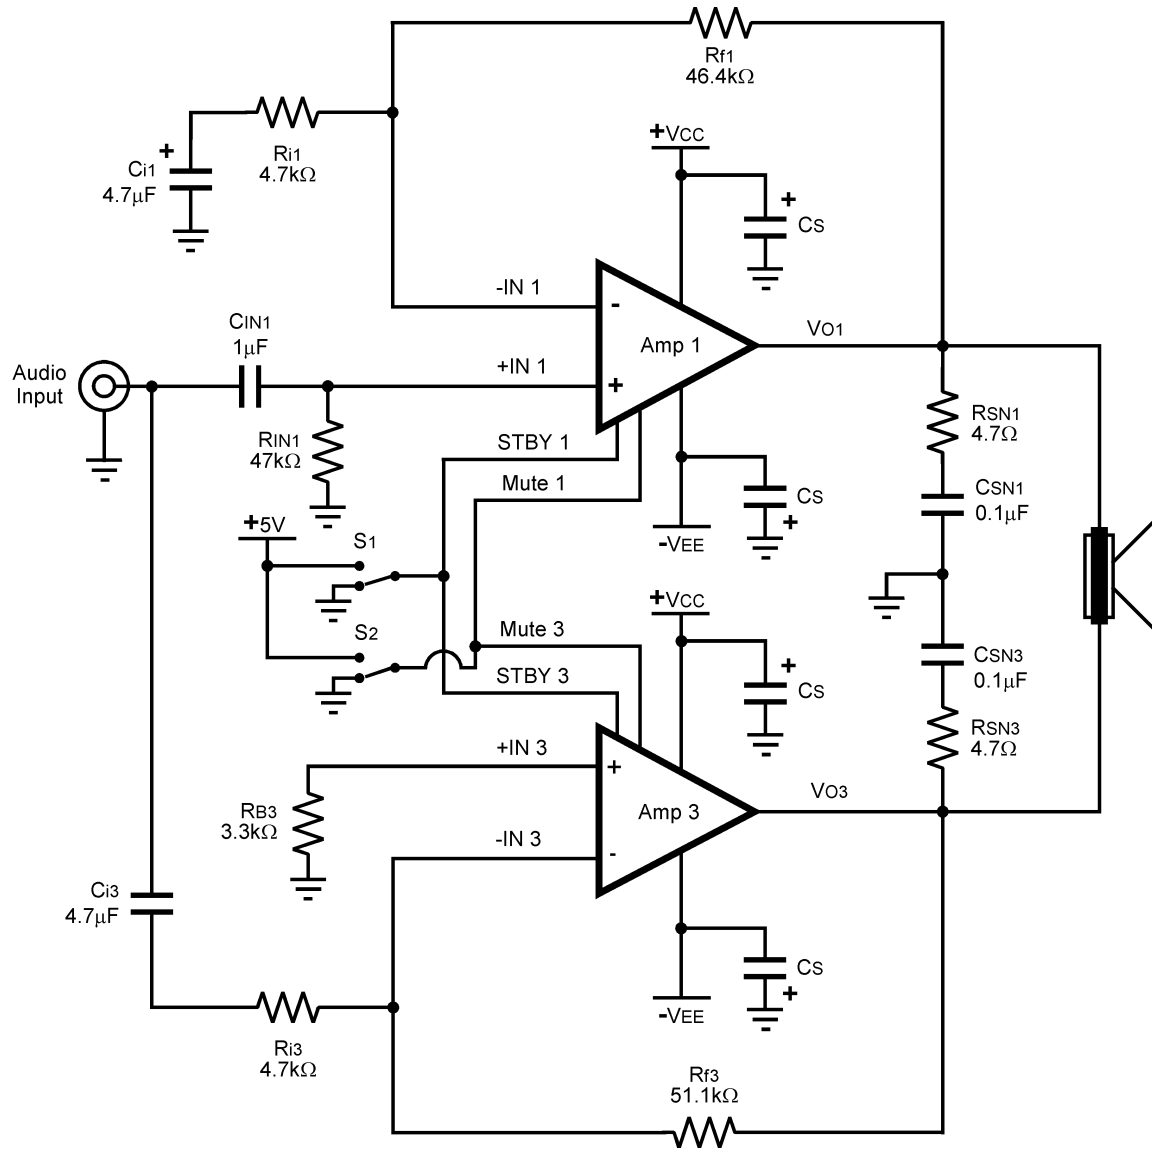 Rf1
46.4kΩ
+VCC
Ri1
4.7kΩ
+
Ci1
4.7µF
+
CS
-IN 1
-
CIN1
1µF
VO1
Amp 1
Audio
Input
+IN 1
+
RSN1
4.7Ω
RIN1
47kΩ
STBY 1
Mute 1
CS
+
CSN1
0.1µF
+5V
S1
-VEE
+VCC
S2
Mute 3
STBY 3
+
CS
CSN3
0.1µF
RSN3
4.7Ω
+IN 3
+
VO3
RB3
3.3kΩ
Amp 3
-IN 3
-
Ci3
4.7µF
CS
+
-VEE
Ri3
4.7kΩ
Rf3
51.1kΩ